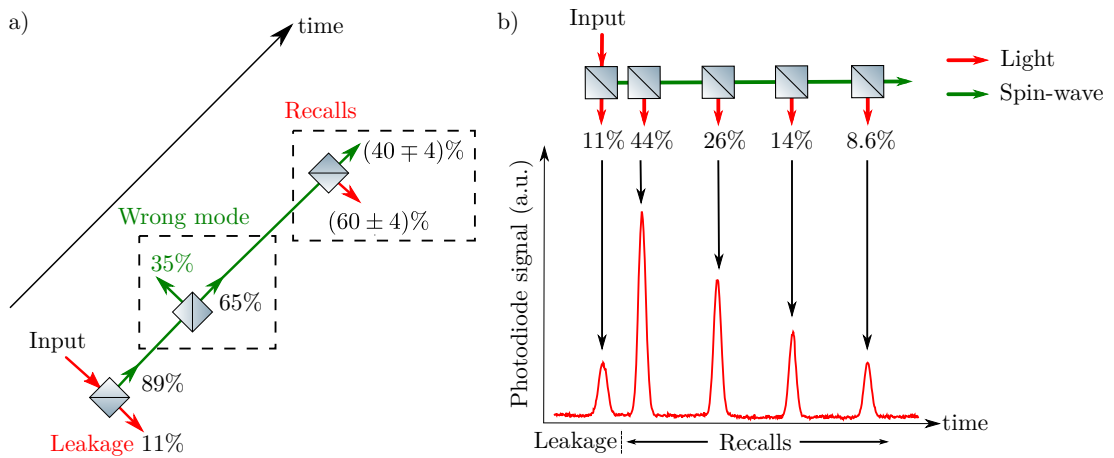 a)
time
Recalls
(40 ∓ 4)%
(60 ± 4)%
Wrong mode
35%
65%
Input
89%
Leakage 11%
b)
Input
Light
Spin-wave
11% 44% 26% 14% 8.6%
Photodiode signal (a.u.)
time
Leakage Recalls